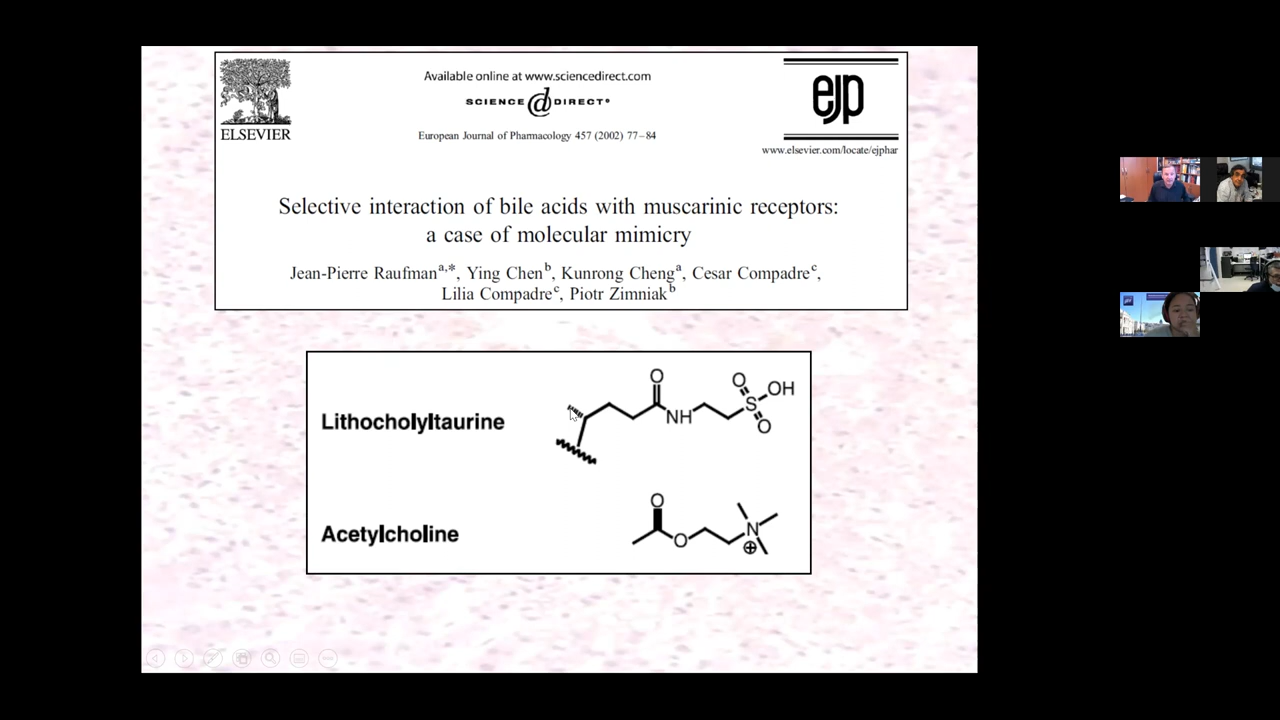 Available online at www.sciencedirect.com
SCIENCE @ DIRECT®
ELSEVIER
European Journal of Pharmacology 457 (2002) 77–84
ejp
www.elsevier.com/locate/ejphar
Selective interaction of bile acids with muscarinic receptors:
a case of molecular mimicry
Jean-Pierre Raufman a,*, Ying Chen b, Kunrong Cheng a, Cesar Compadre c,
Lilia Compadre c, Piotr Zimniak b
Lithocholyltaurine
O
NH
O
S
OH
O
Acetylcholine
O
O
N
⊕